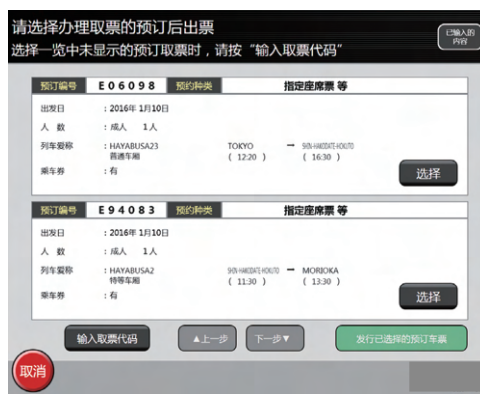 请选择办理取票的预订后出票
选择一览中未显示的预订取票时，请按“输入取票代码”
已输入的
内容
预订编号 E06098 预约种类 指定座席票 等
出发日 ：2016年 1月10日
人 数 ：成人 1人
列车爱称 ：HAYABUSA23 TOKYO → SHIN-HAKODATE-HOKUTO
普通车厢 ( 12:20 ) ( 16:30 )
乘车券 ：有
选择
预订编号 E94083 预约种类 指定座席票 等
出发日 ：2016年 1月10日
人 数 ：成人 1人
列车爱称 ：HAYABUSA2 SHIN-HAKODATE-HOKUTO → MORIOKA
特等车厢 ( 11:30 ) ( 13:30 )
乘车券 ：有
选择
输入取票代码 ▲上一步 下一步▼ 发行已选择的预订车票
取消